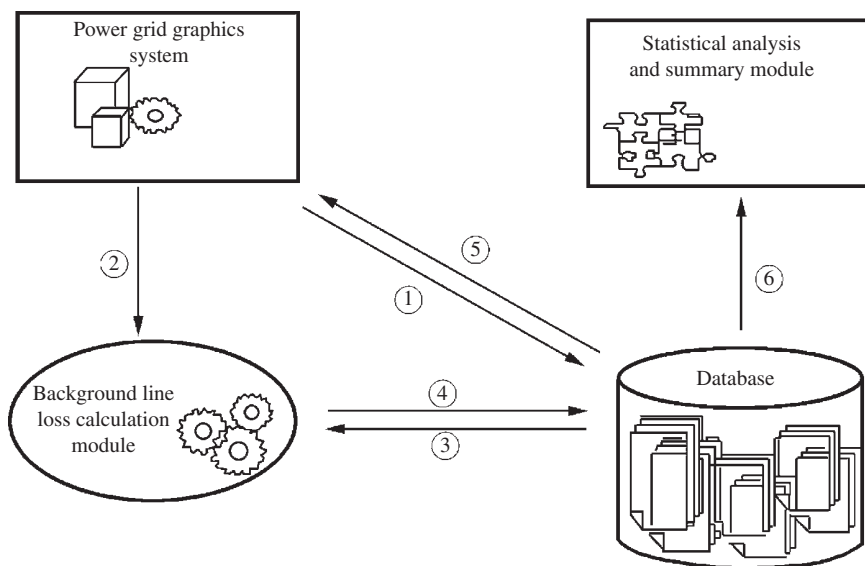 Power grid graphics
system
Statistical analysis
and summary module
②
⑤
①
⑥
Background line
loss calculation
module
④
③
Database